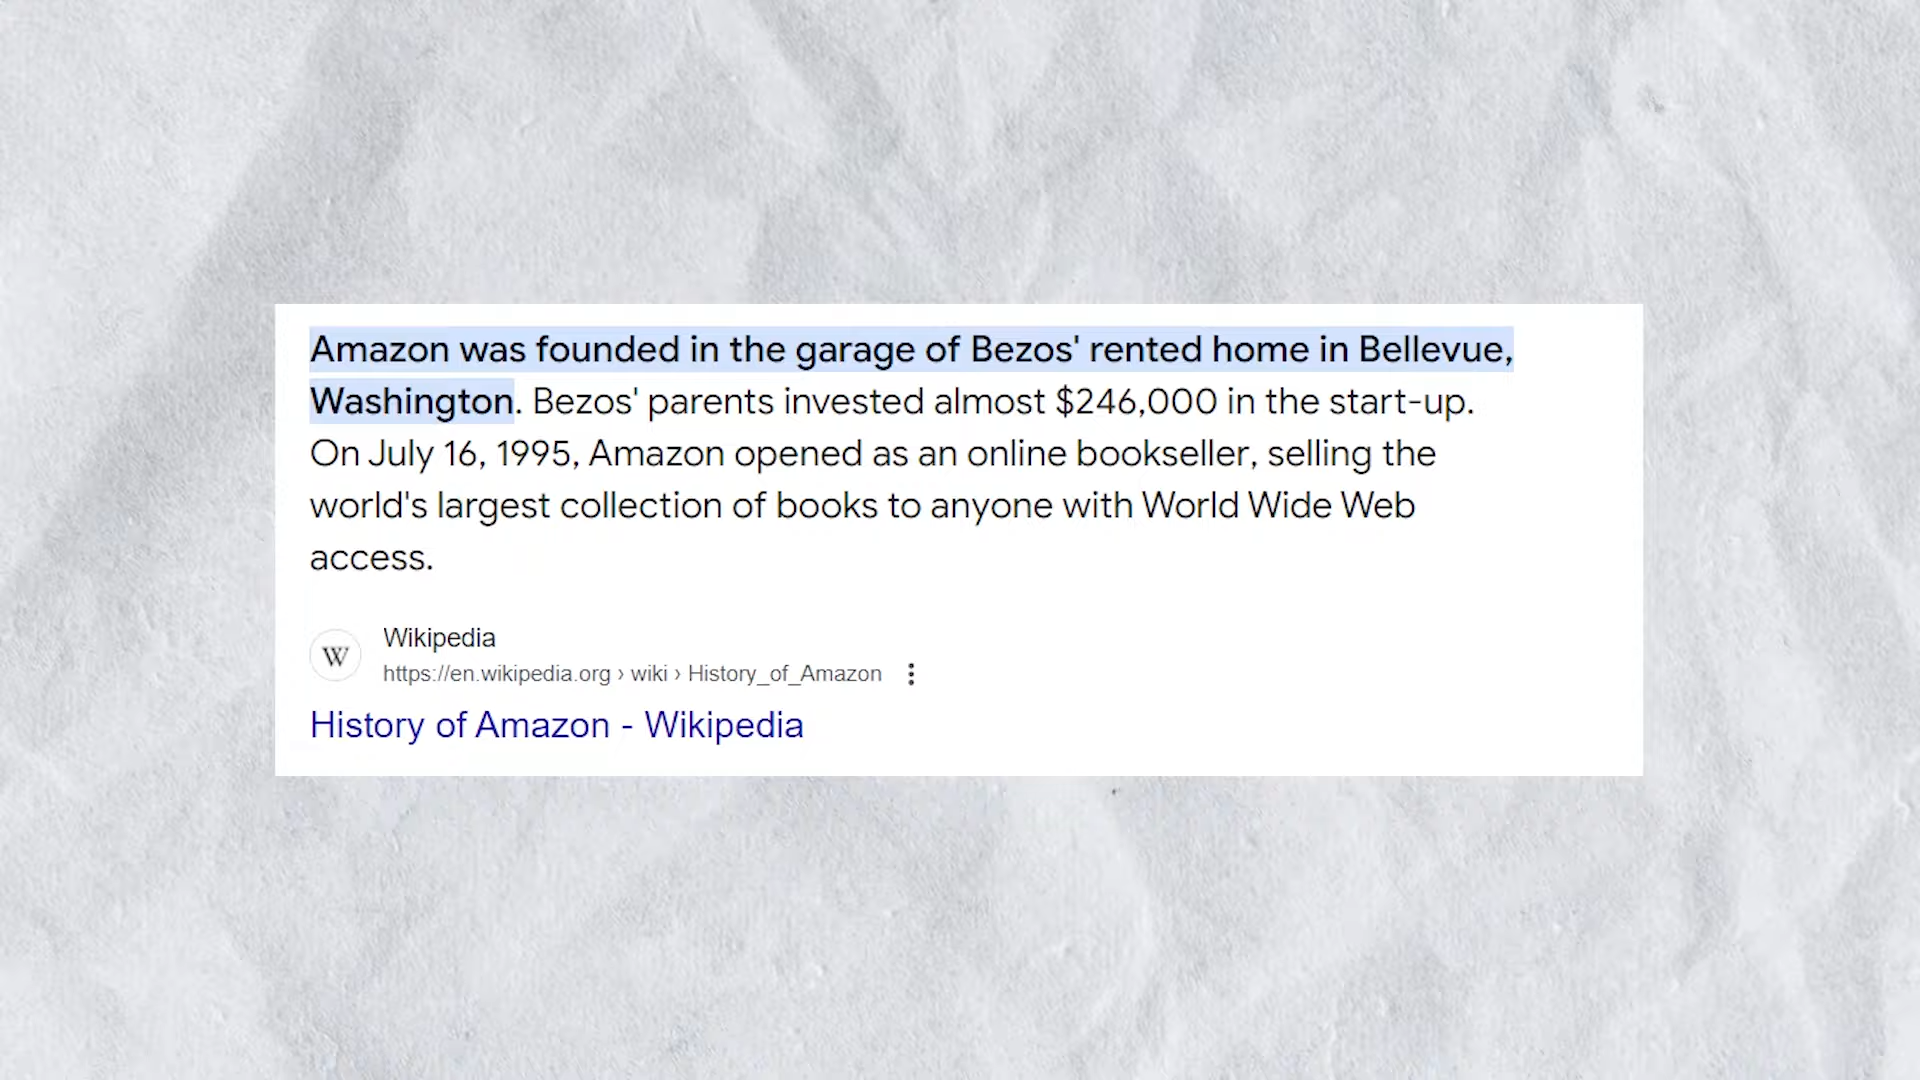 Amazon was founded in the garage of Bezos' rented home in Bellevue,
Washington. Bezos' parents invested almost $246,000 in the start-up.
On July 16, 1995, Amazon opened as an online bookseller, selling the
world's largest collection of books to anyone with World Wide Web
access.
W
Wikipedia
https://en.wikipedia.org › wiki › History_of_Amazon
History of Amazon - Wikipedia